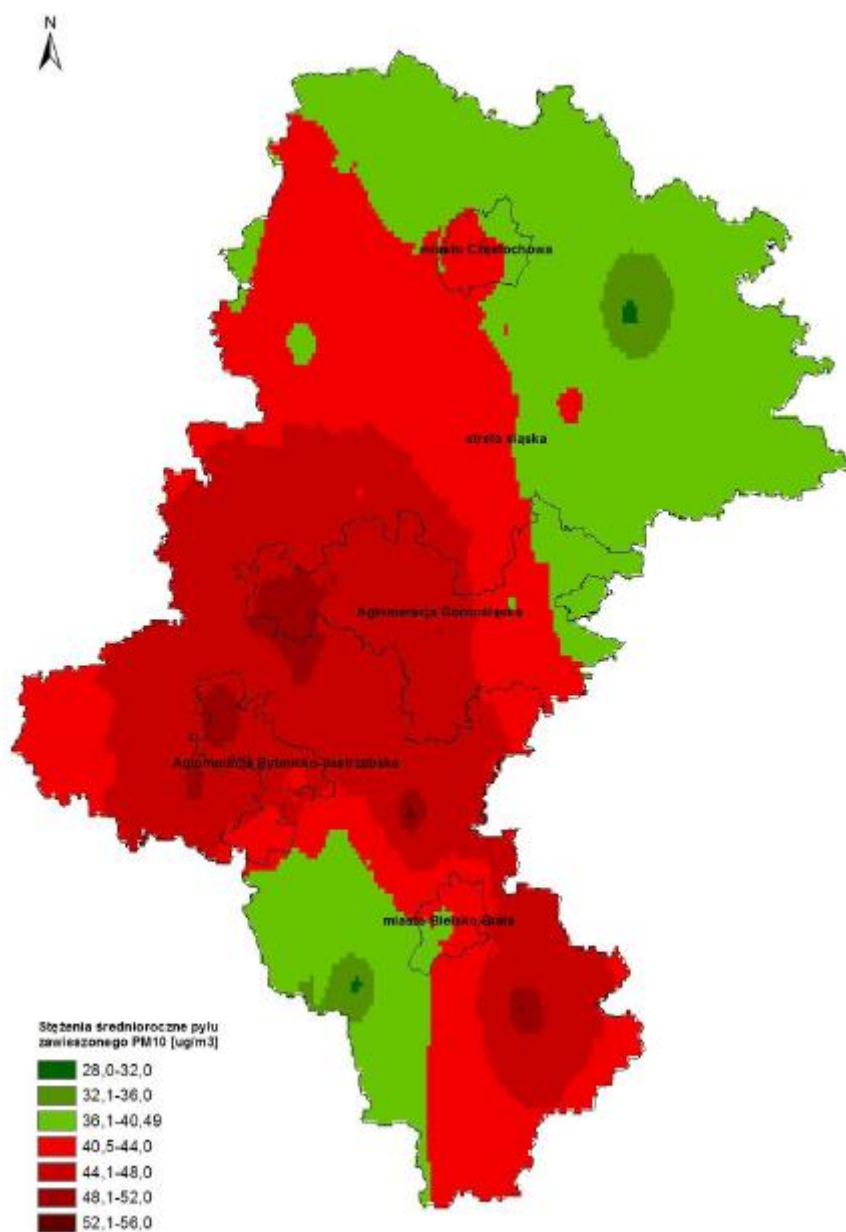 N
miasto Częstochowa
strefa śląska
Aglomeracja Górnośląska
Aglomeracja Rybnicko-Jastrzębska
miasto Bielsko-Biała
Stężenia średnioroczne pyłu
zawieszonego PM10 [ug/m3]
28,0-32,0
32,1-36,0
36,1-40,49
40,5-44,0
44,1-48,0
48,1-52,0
52,1-56,0